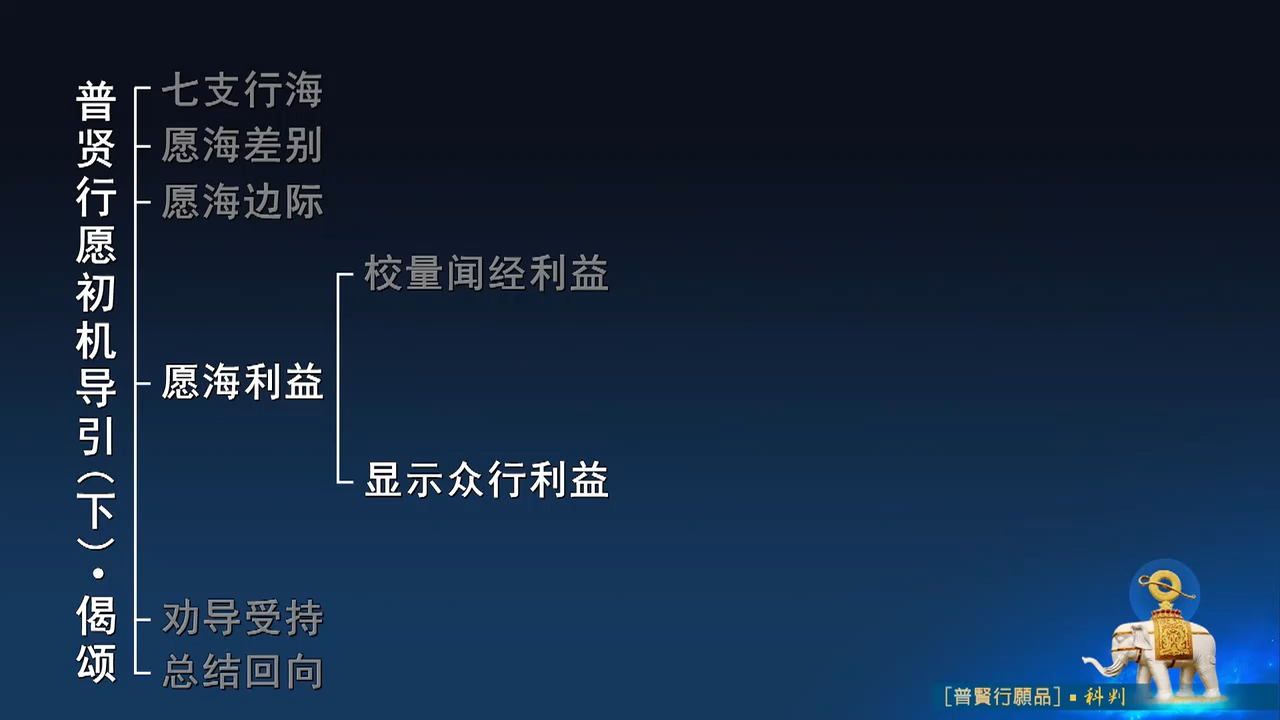 普贤行愿初机导引（下）·偈颂
七支行海
愿海差别
愿海边际
愿海利益
校量闻经利益
显示众行利益
劝导受持
总结回向
[普賢行願品]▪科判